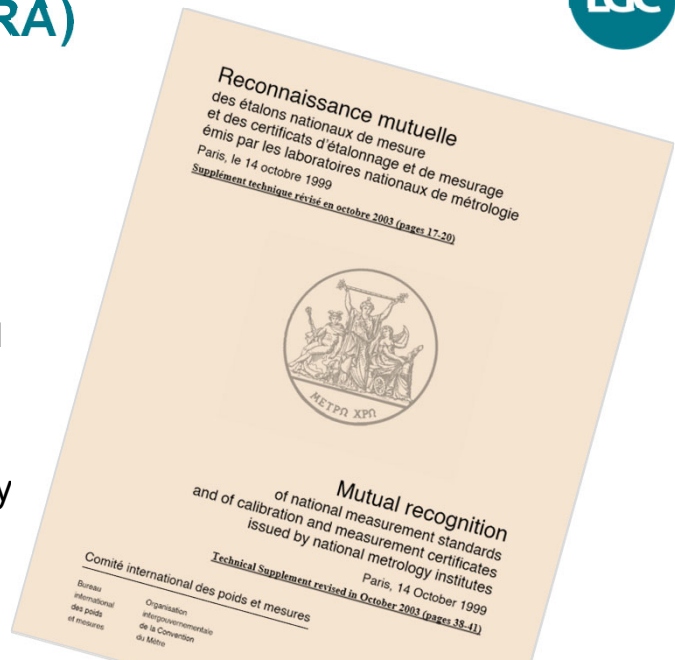 RA)
LGC
Reconnaissance mutuelle
des étalons nationaux de mesure
et des certificats d'étalonnage et de mesurage
émis par les laboratoires nationaux de métrologie
Paris, le 14 octobre 1999
Supplément technique révisé en octobre 2003 (pages 17-20)
ΜΕΤΡΩ ΧΡΩ
y
Mutual recognition
of national measurement standards
and of calibration and measurement certificates
issued by national metrology institutes
Paris, 14 October 1999
Technical Supplement revised in October 2003 (pages 38-41)
Comité international des poids et mesures
Bureau
international
des poids
et mesures
Organisation
intergouvernementale
de la Convention
du Mètre